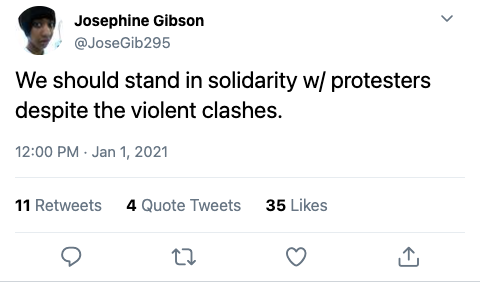 Josephine Gibson
@JoseGib295
We should stand in solidarity w/ protesters
despite the violent clashes.
12:00 PM · Jan 1, 2021
11 Retweets 4 Quote Tweets 35 Likes